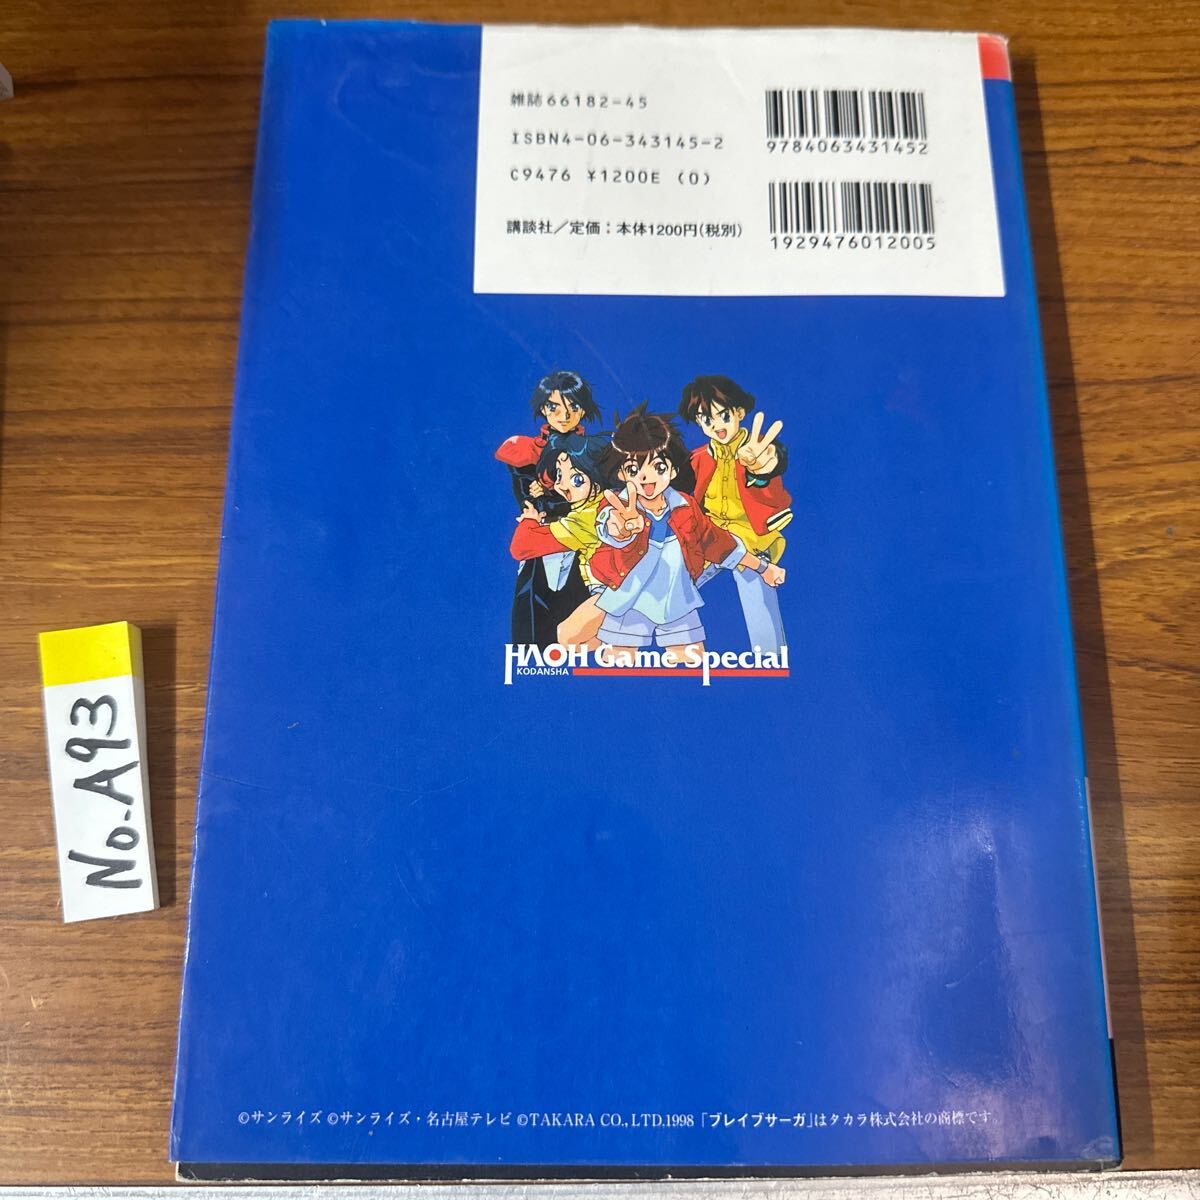 雑誌66182-45
ISBN4-06-343145-2
C9476 ¥1200E (0)
講談社／定価：本体1200円(税別)
9784063431452
1929476012005
HAOH Game Special
KODANSHA
No.A93
©サンライズ ©サンライズ・名古屋テレビ ©TAKARA CO.,LTD.1998 「ブレイブサーガ」はタカラ株式会社の商標です。